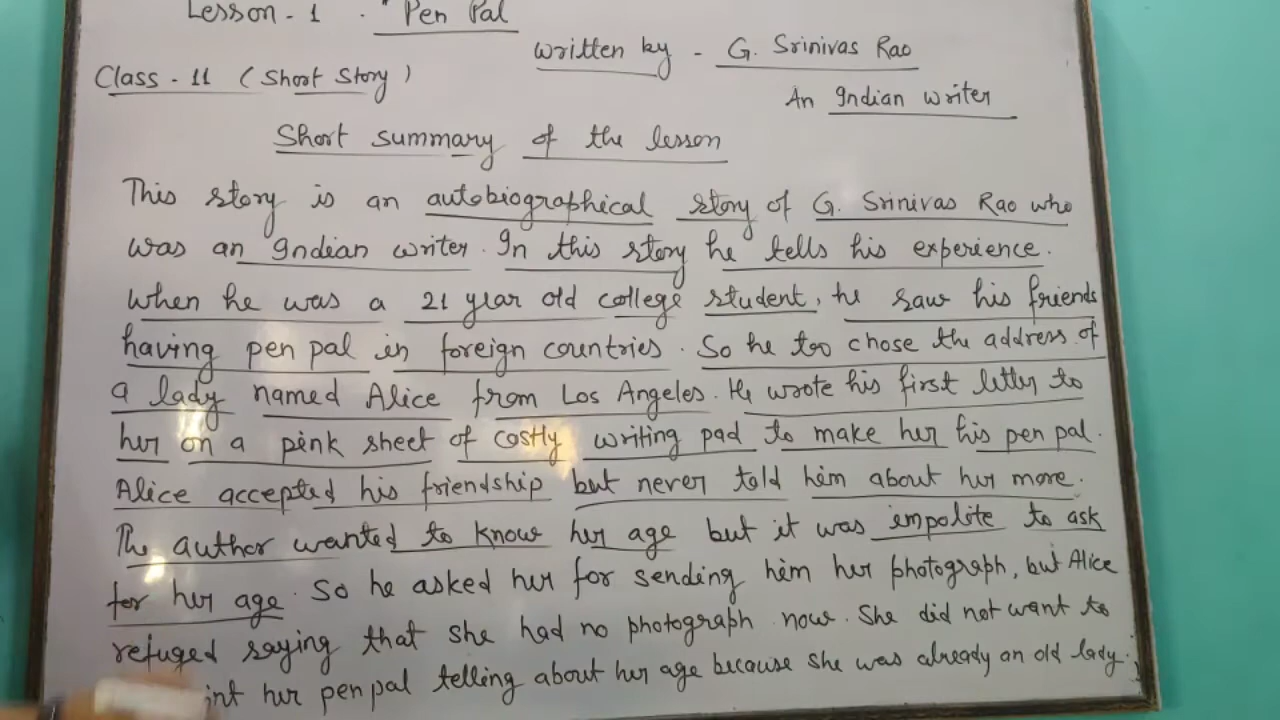 Lesson - 1 . " Pen Pal
written by - G. Srinivas Rao
Class - 11 (Short Story)
An Indian writer
Short summary of the lesson
This story is an autobiographical story of G. Srinivas Rao who
was an Indian writer. In this story he tells his experience.
When he was a 21 year old college student, he saw his friends
having pen pal in foreign countries. So he too chose the address of
a lady named Alice from Los Angeles. He wrote his first letter to
her on a pink sheet of costly writing pad to make her his pen pal.
Alice accepted his friendship but never told him about her more.
The author wanted to know her age but it was impolite to ask
for her age. So he asked her for sending him her photograph, but Alice
refuged saying that she had no photograph now. She did not want to
int her pen pal telling about her age because she was already an old lady.